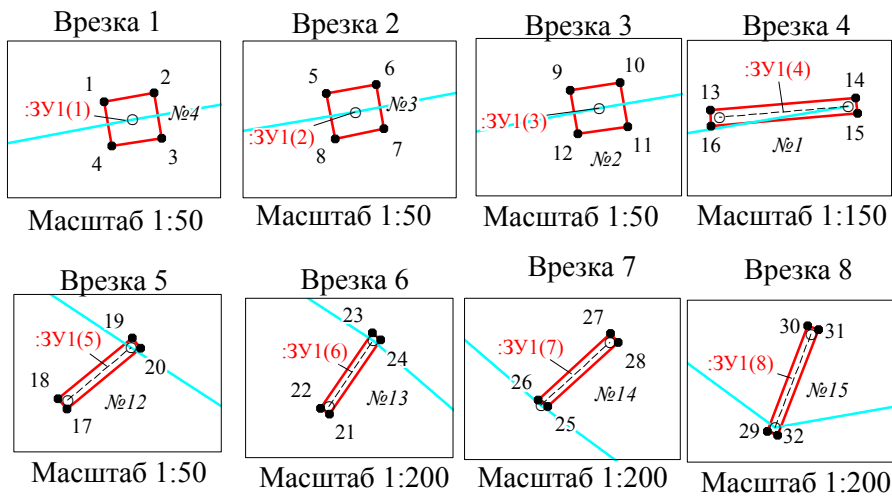 Врезка 1
1
2
:ЗУ1(1)
№4
4
3
Масштаб 1:50
Врезка 2
5
6
№3
:ЗУ1(2)
8
7
Масштаб 1:50
Врезка 3
9
10
:ЗУ1(3)
12
11
№2
Масштаб 1:50
Врезка 4
:ЗУ1(4)
13
14
16
15
№1
Масштаб 1:150
Врезка 5
19
:ЗУ1(5)
20
18
17
№12
Масштаб 1:50
Врезка 6
23
:ЗУ1(6)
24
22
№13
21
Масштаб 1:200
Врезка 7
27
:ЗУ1(7)
28
26
№14
25
Масштаб 1:200
Врезка 8
30
31
:ЗУ1(8)
№15
29
32
Масштаб 1:200